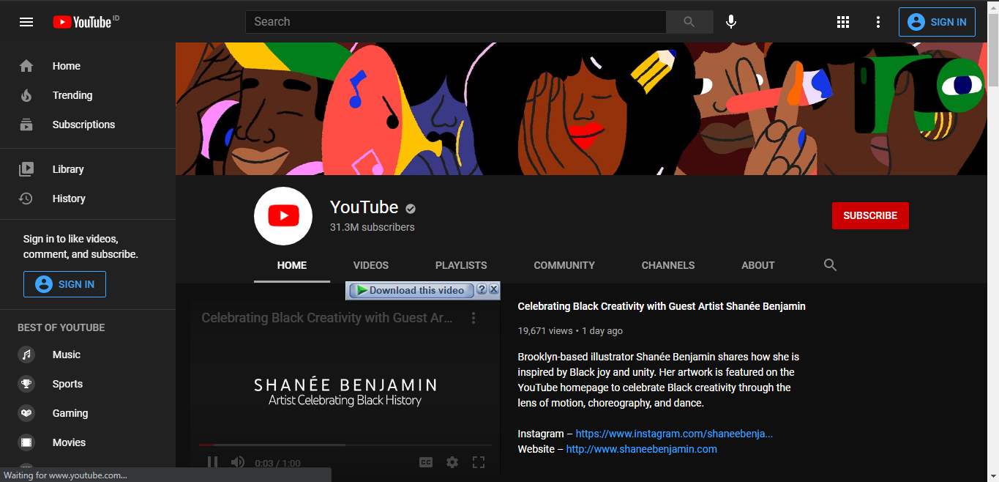 YouTube ID
Search
SIGN IN
Home
Trending
Subscriptions
Library
History
Sign in to like videos,
comment, and subscribe.
SIGN IN
BEST OF YOUTUBE
Music
Sports
Gaming
Movies
YouTube
31.3M subscribers
SUBSCRIBE
HOME VIDEOS PLAYLISTS COMMUNITY CHANNELS ABOUT
Download this video ? X
Celebrating Black Creativity with Guest Ar...
SHANÉE BENJAMIN
Artist Celebrating Black History
0:03 / 1:00
CC
Celebrating Black Creativity with Guest Artist Shanée Benjamin
19,671 views • 1 day ago
Brooklyn-based illustrator Shanée Benjamin shares how she is
inspired by Black joy and unity. Her artwork is featured on the
YouTube homepage to celebrate Black creativity through the
lens of motion, choreography, and dance.
Instagram – https://www.instagram.com/shaneebenja...
Website – http://www.shaneebenjamin.com
Waiting for www.youtube.com...